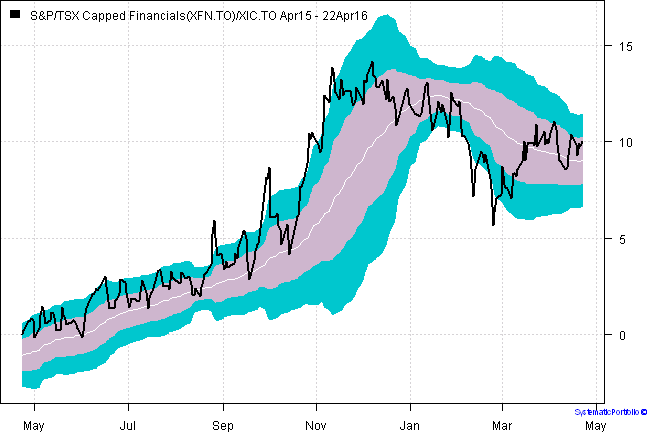 S&P/TSX Capped Financials(XFN.TO)/XIC.TO Apr15 - 22Apr16
15
10
5
0
SystematicPortfolio ©
May Jul Sep Nov Jan Mar May